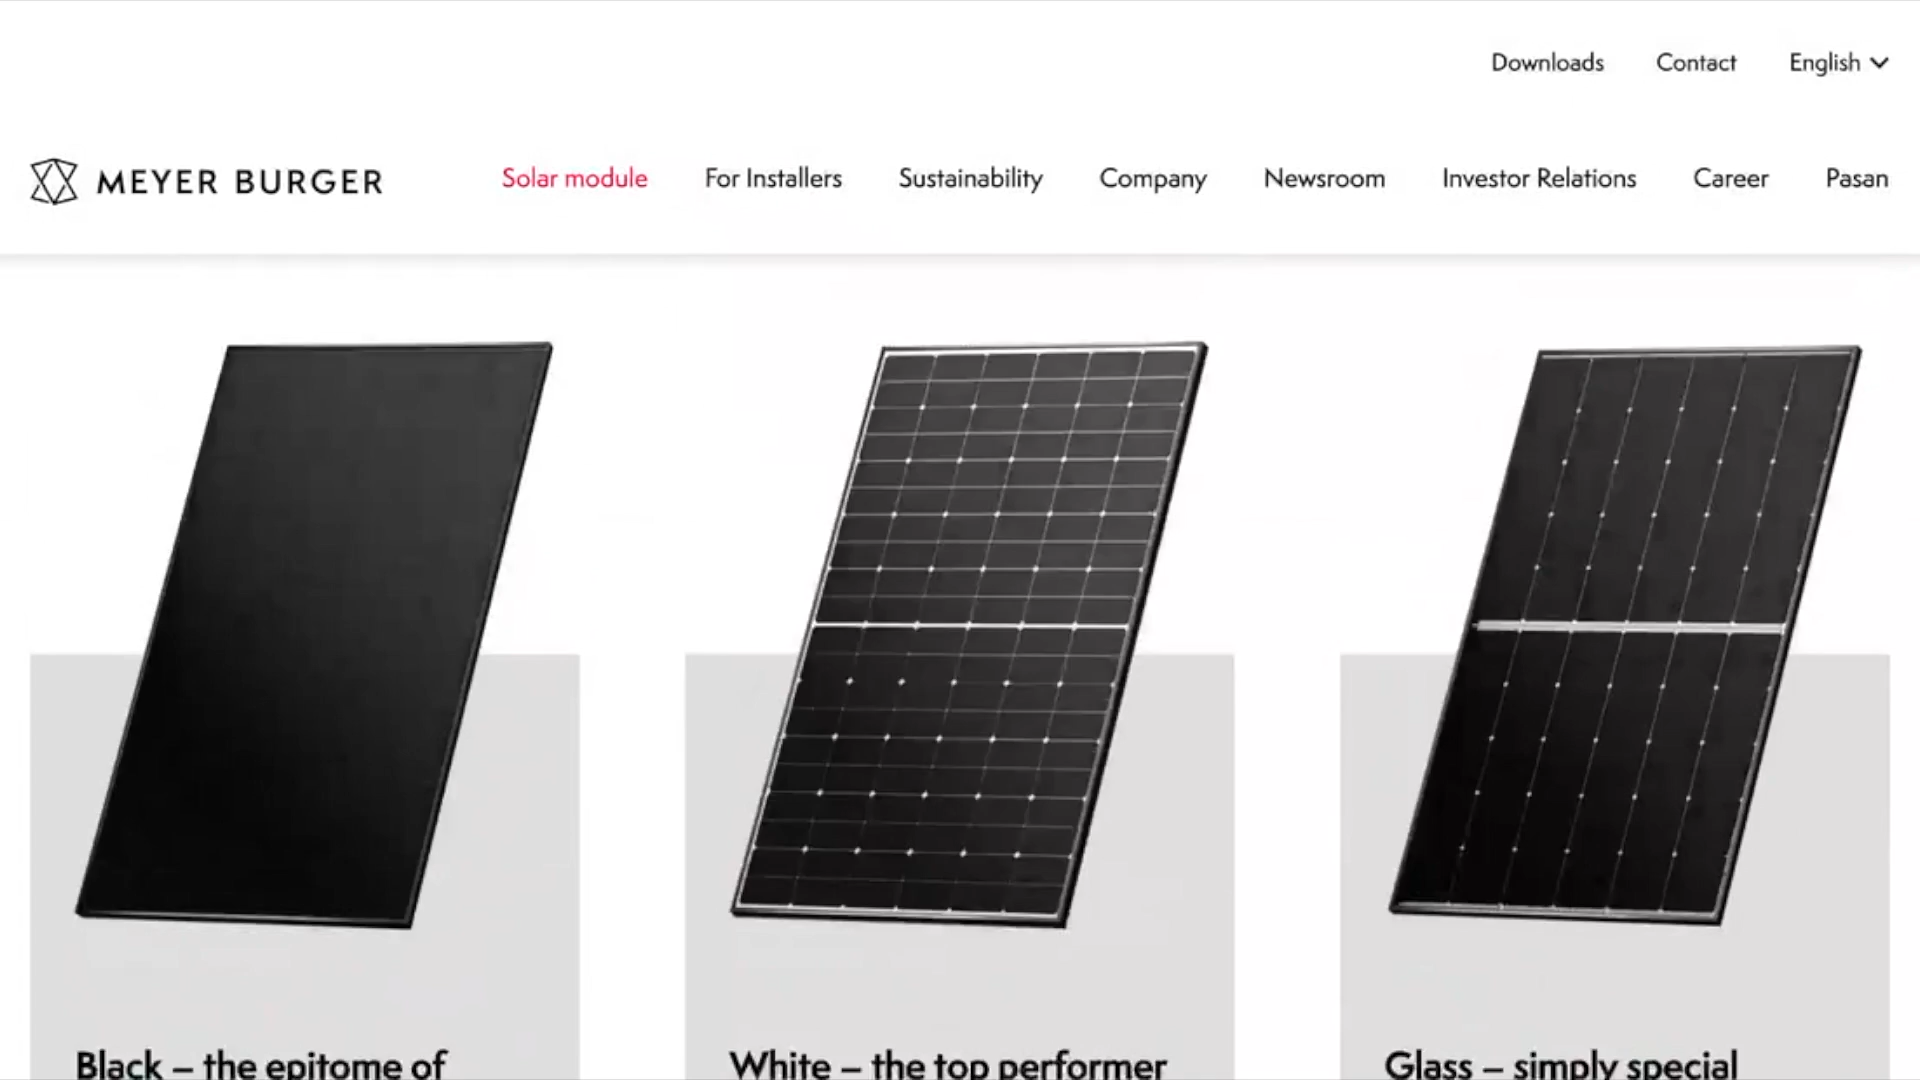 Downloads Contact English
MEYER BURGER
Solar module For Installers Sustainability Company Newsroom Investor Relations Career Pasan
Black – the epitome of
White – the top performer
Glass – simply special